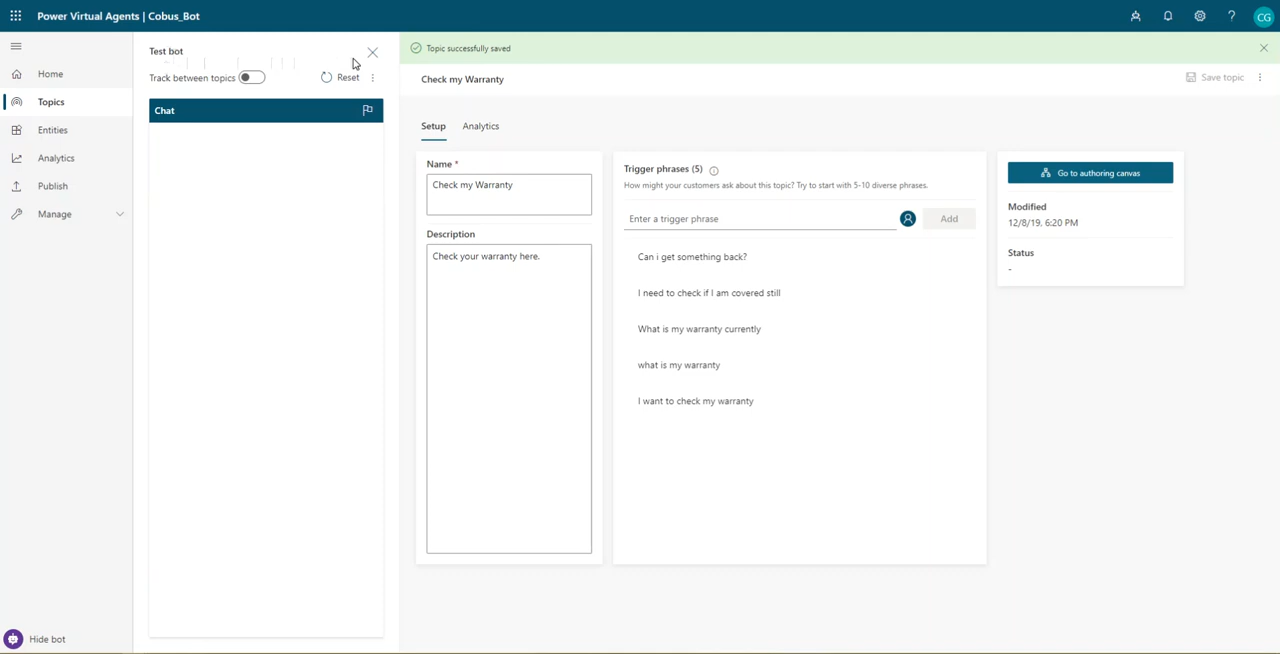 Power Virtual Agents | Cobus_Bot
CG
Home
Topics
Entities
Analytics
Publish
Manage
Hide bot
Test bot
Track between topics
Reset
Chat
Topic successfully saved
Check my Warranty
Save topic
Setup
Analytics
Name *
Check my Warranty
Description
Check your warranty here.
Trigger phrases (5)
How might your customers ask about this topic? Try to start with 5-10 diverse phrases.
Enter a trigger phrase
Add
Can i get something back?
I need to check if I am covered still
What is my warranty currently
what is my warranty
I want to check my warranty
Go to authoring canvas
Modified
12/8/19, 6:20 PM
Status
-